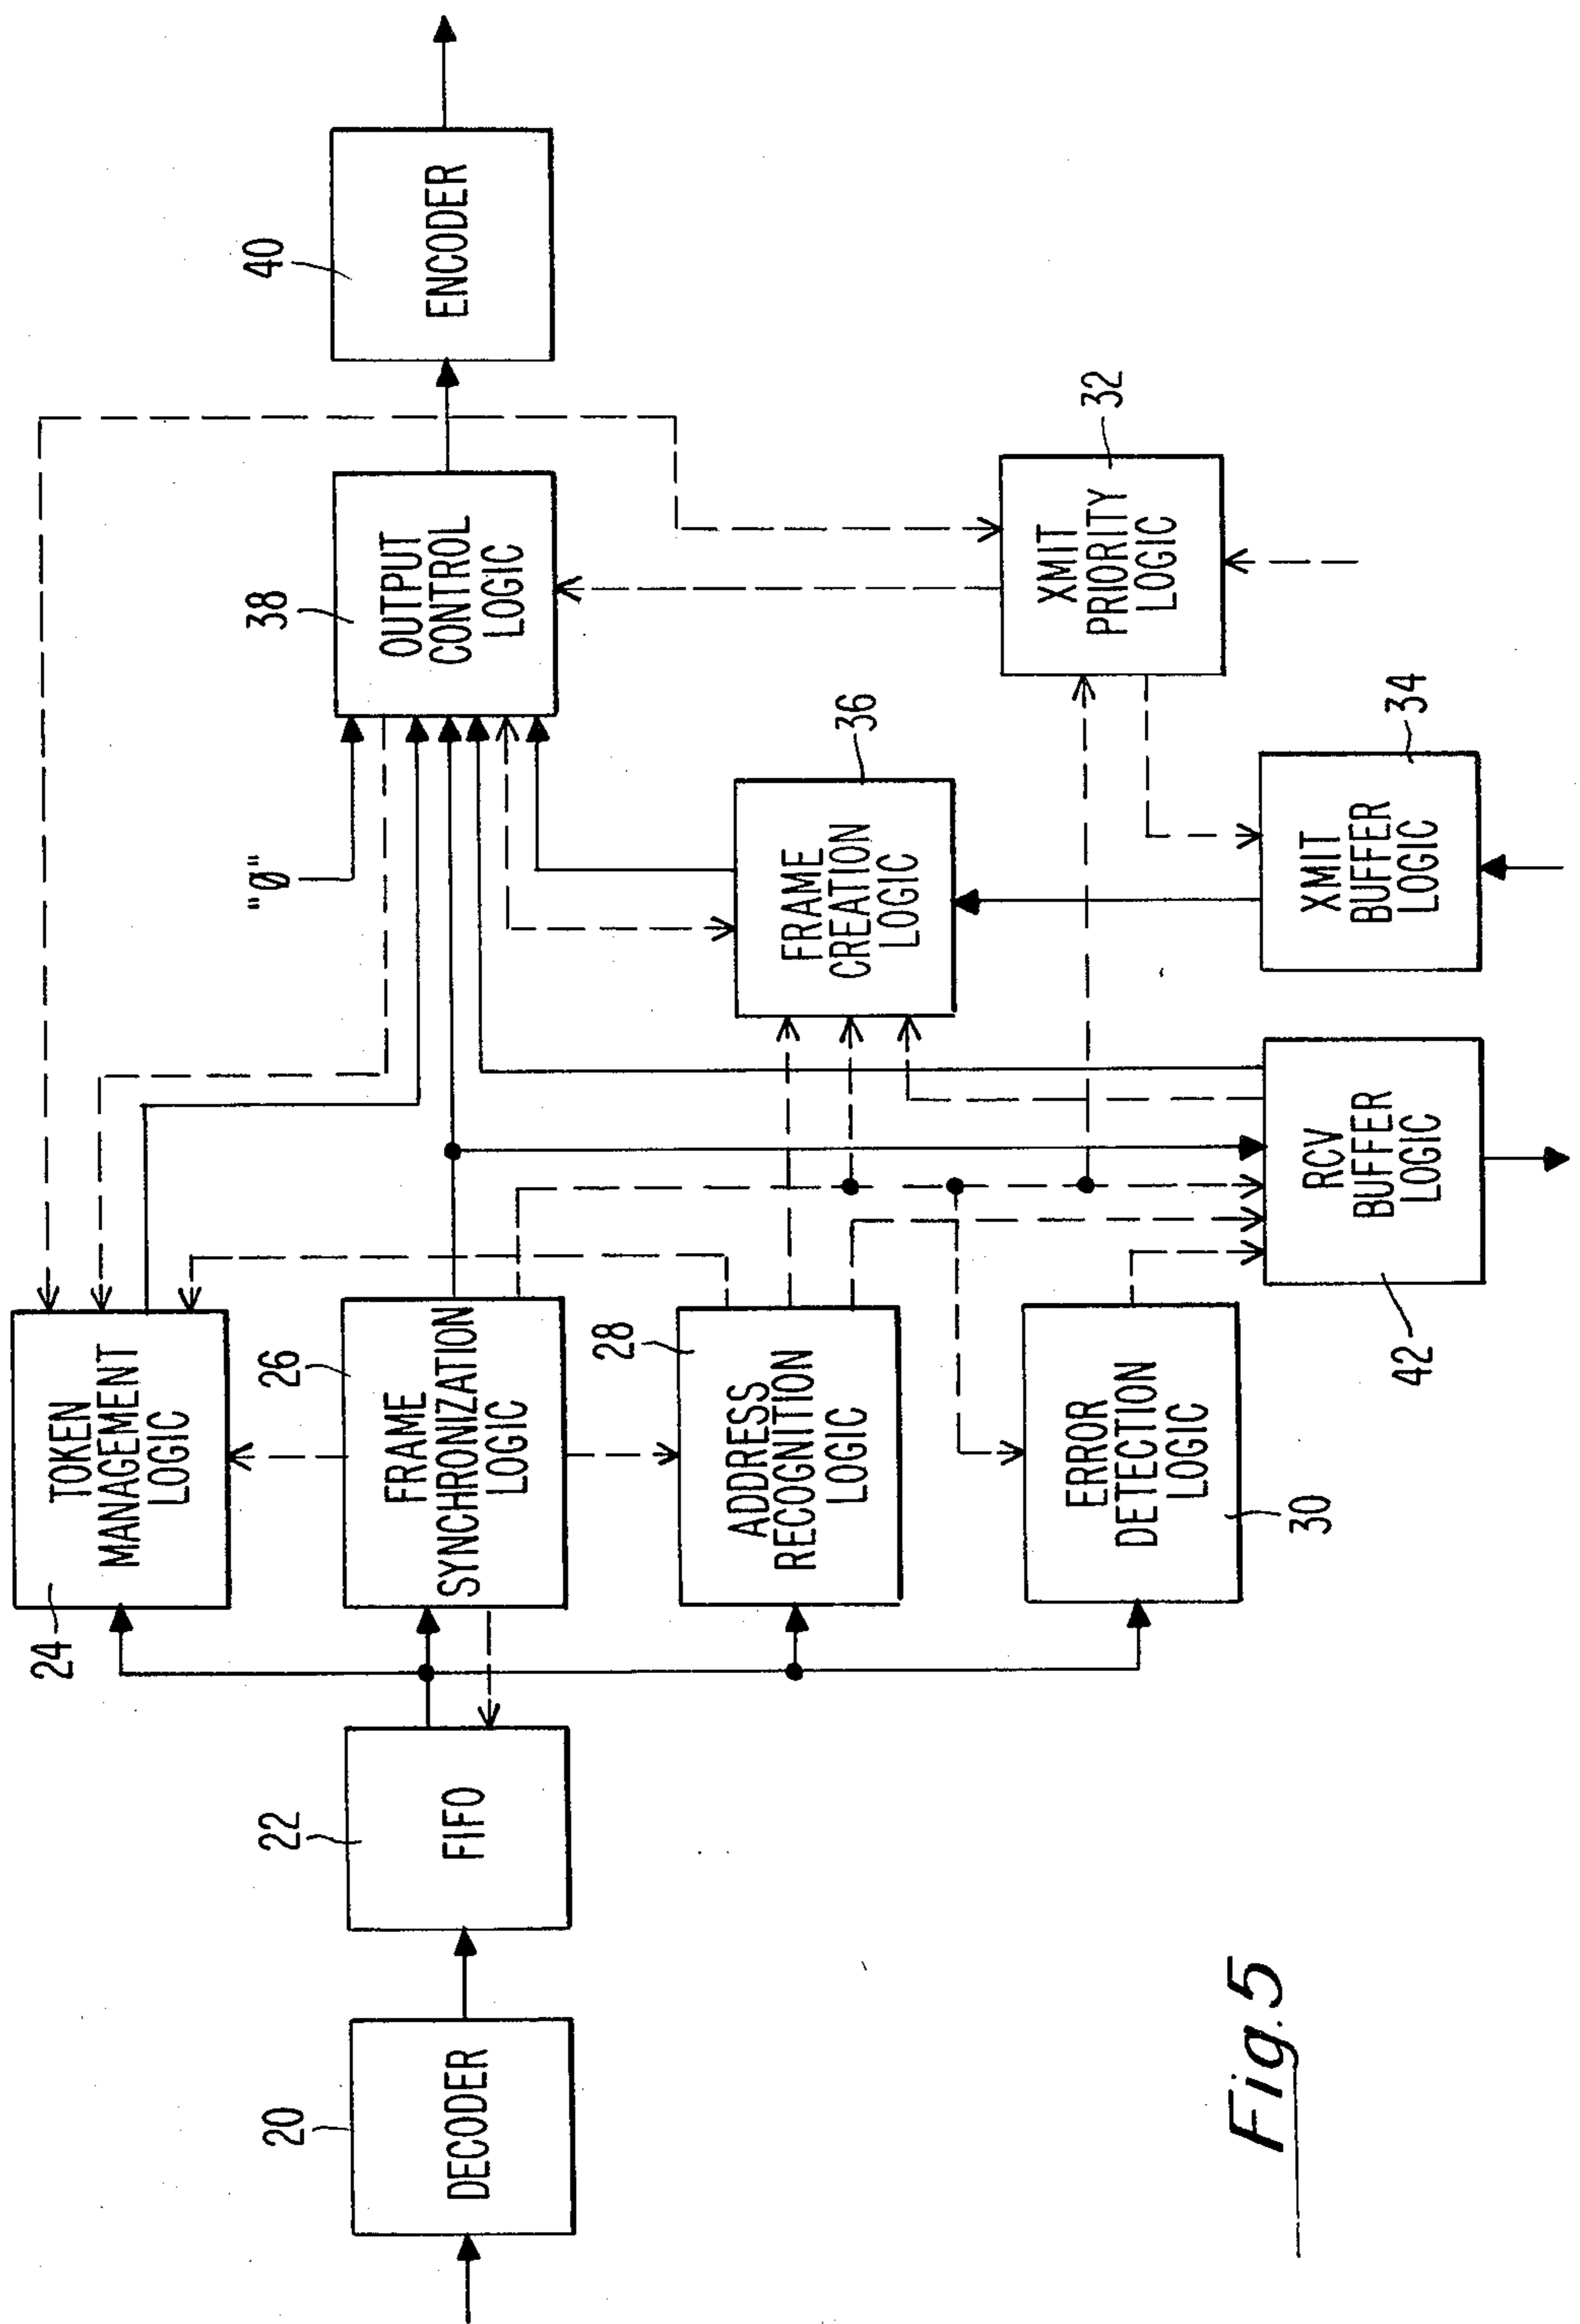 20
DECODER
22
FIFO
24
TOKEN
MANAGEMENT
LOGIC
26
FRAME
SYNCHRONIZATION
LOGIC
28
ADDRESS
RECOGNITION
LOGIC
ERROR
DETECTION
LOGIC
30
RCV
BUFFER
LOGIC
42
"Ø"
36
FRAME
CREATION
LOGIC
34
XMIT
BUFFER
LOGIC
38
OUTPUT
CONTROL
LOGIC
32
XMIT
PRIORITY
LOGIC
40
ENCODER
Fig. 5